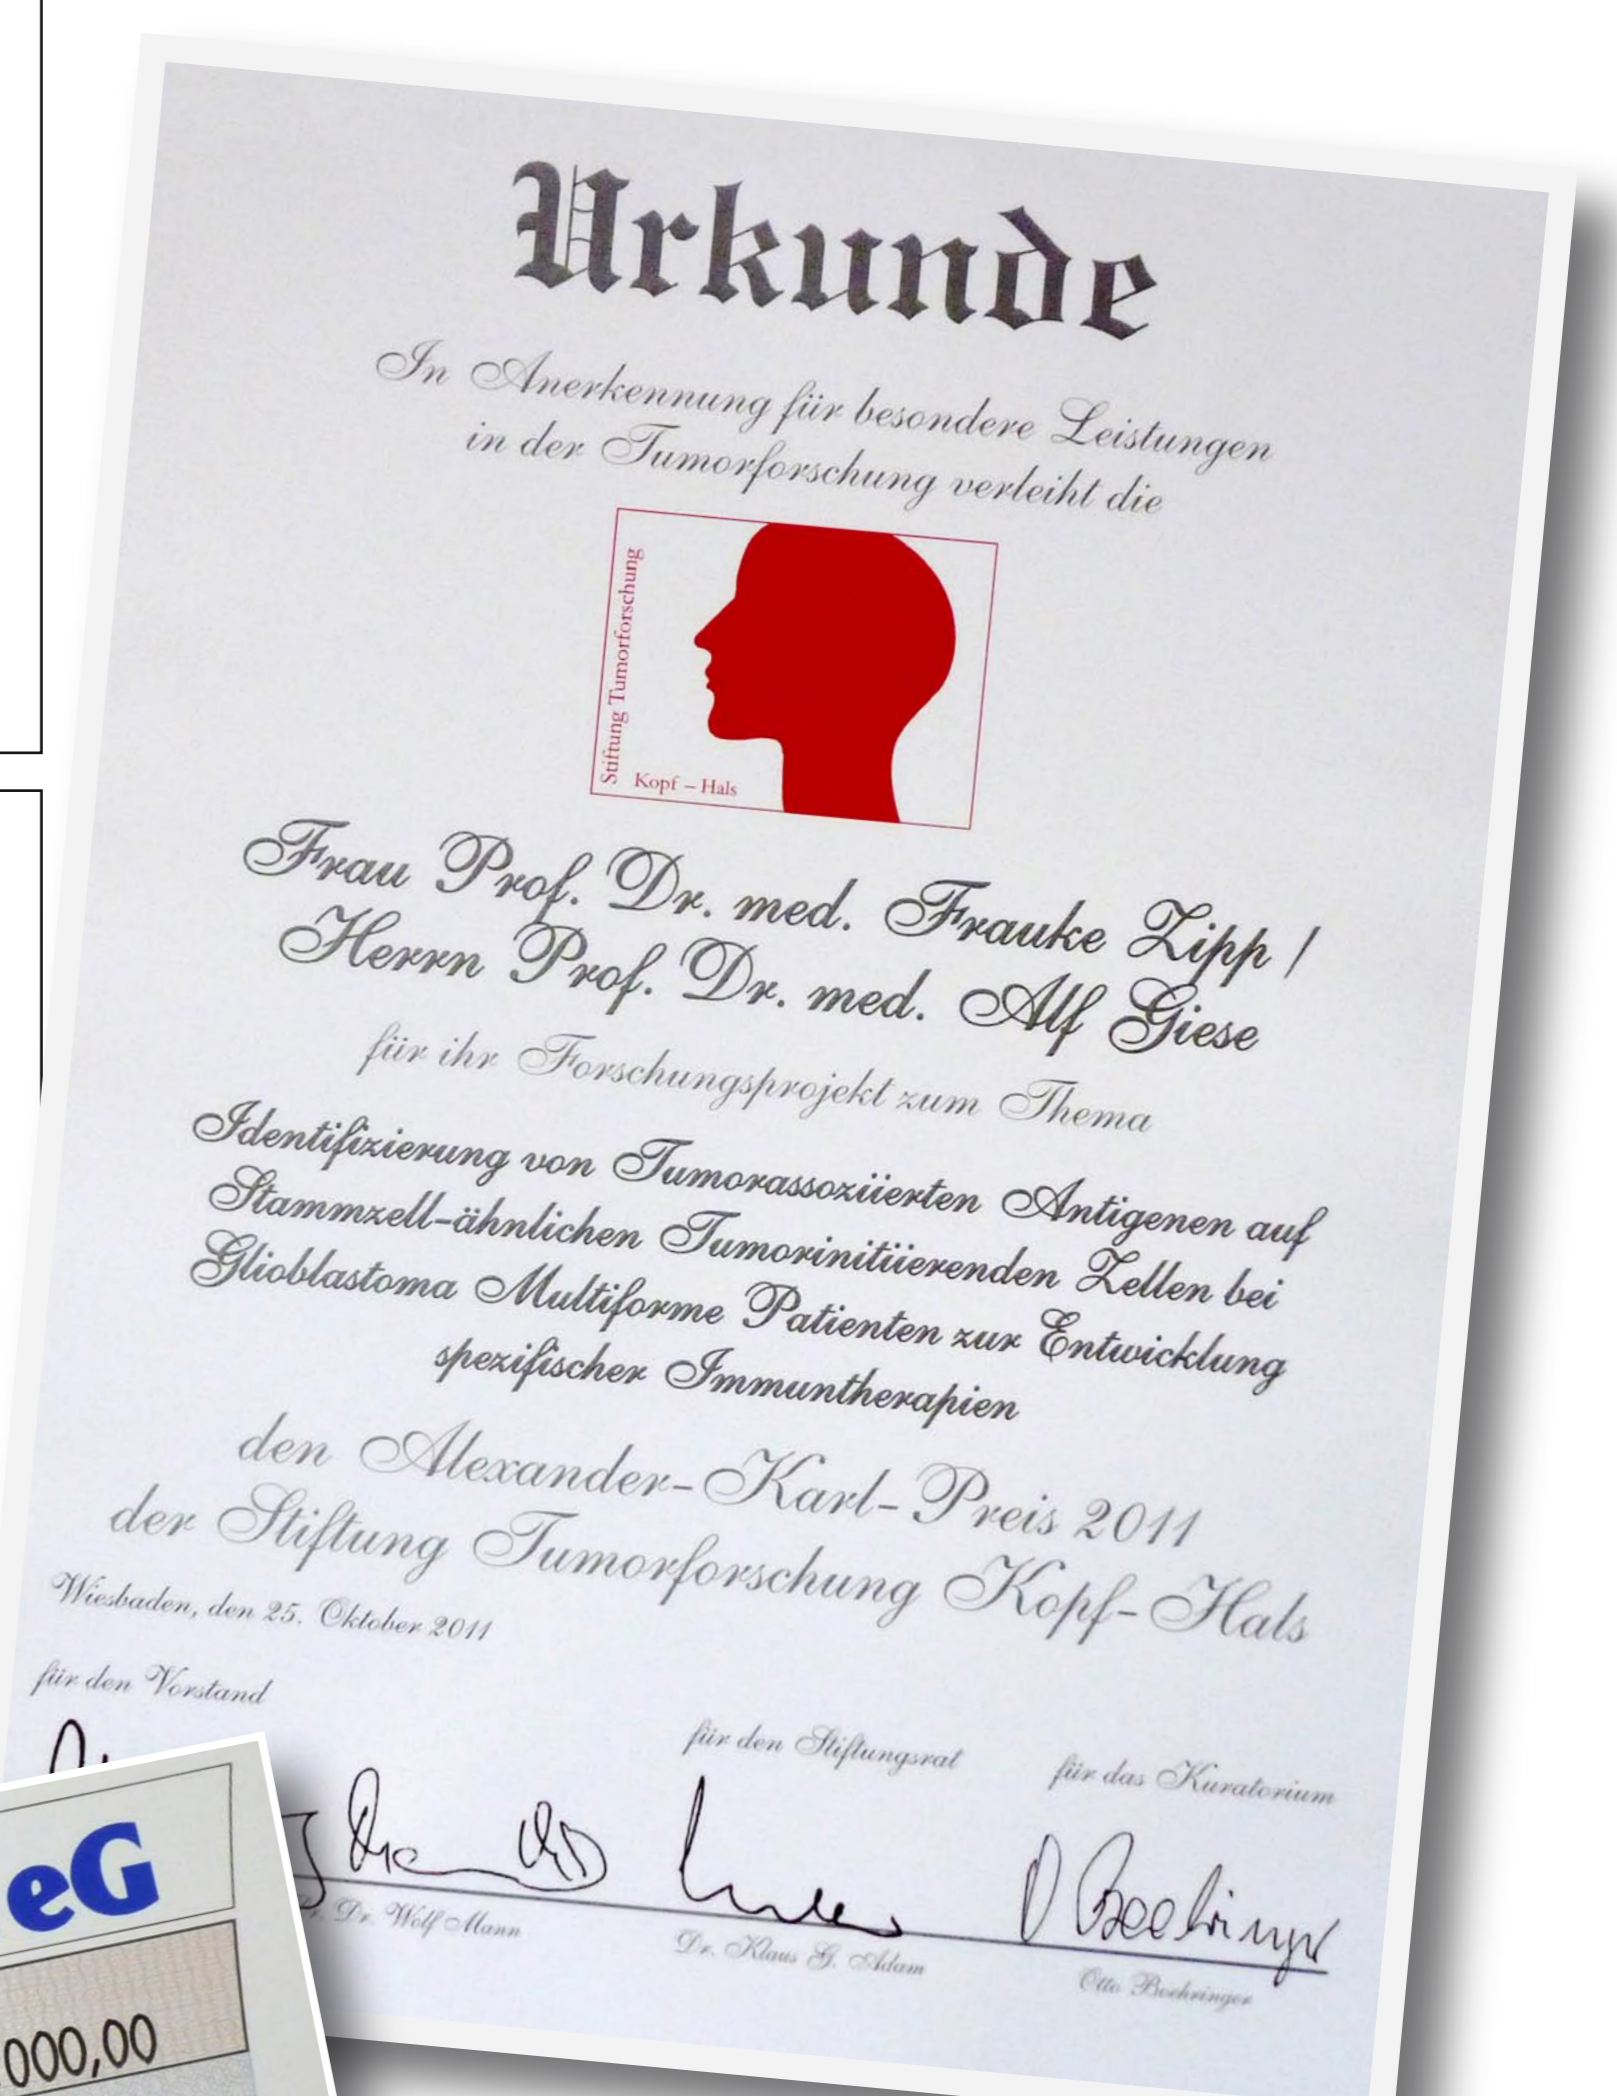 Urkunde
In Anerkennung für besondere Leistungen
in der Tumorforschung verleiht die
Stiftung Tumorforschung
Kopf – Hals
Frau Prof. Dr. med. Frauke Zipp /
Herrn Prof. Dr. med. Alf Giese
für ihr Forschungsprojekt zum Thema
Identifizierung von Tumorassoziierten Antigenen auf
Stammzell-ähnlichen Tumorinitiierenden Zellen bei
Glioblastoma Multiforme Patienten zur Entwicklung
spezifischer Immuntherapien
den Alexander-Karl-Preis 2011
der Stiftung Tumorforschung Kopf-Hals
Wiesbaden, den 25. Oktober 2011
für den Vorstand
für den Stiftungsrat
für das Kuratorium
Boehringer
Dr. Wolf Mann
Dr. Klaus G. Adam
Otto Boehringer
eG
000,00